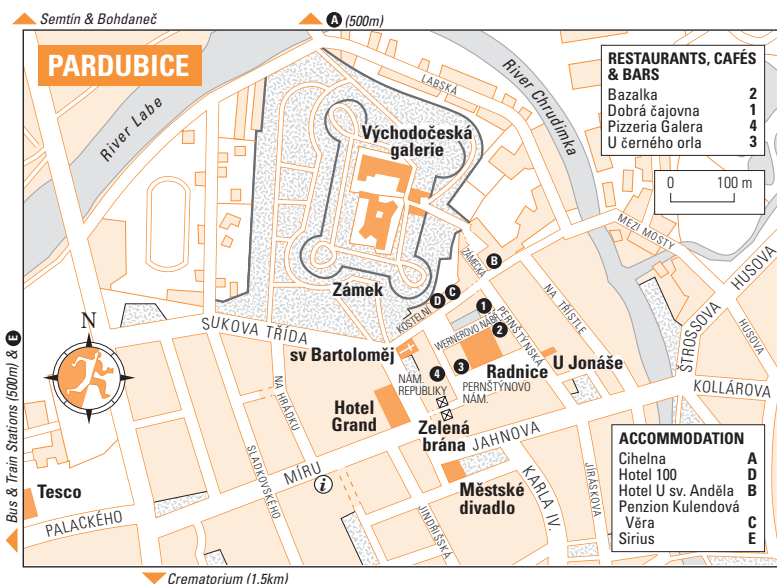 Semtín & Bohdaneč
A (500m)
PARDUBICE
River Labe
LABSKÁ
River Chrudimka
RESTAURANTS, CAFÉS
& BARS
Bazalka 2
Dobrá čajovna 1
Pizzeria Galera 4
U černého orla 3
0 100 m
Východočeská
galerie
MEZI MOSTY
ZÁMECKÁ
B
NA TŘÍSTLE
HUSOVA
ŠTROSSOVA
HUSOVA
Zámek
D
C
KOSTELNÍ
1
PERNŠTÝNSKÁ
WERNEROVO NÁBŘ.
2
N
SUKOVA TŘÍDA
sv Bartoloměj
3
4
Radnice
U Jonáše
NÁM.
REPUBLIKY
PERNŠTÝNOVO
NÁM.
KOLLÁROVA
NA HRÁDKU
Hotel
Grand
Zelená
brána
JAHNOVA
Bus & Train Stations (500m) & E
SLADKOVSKÉHO
MÍRU
i
Tesco
PALACKÉHO
Městské
divadlo
JINDŘIŠSKÁ
KARLA IV.
JIRÁSKOVA
ACCOMMODATION
Cihelna A
Hotel 100 D
Hotel U sv. Anděla B
Penzion Kulendová
Věra C
Sirius E
Crematorium (1.5km)